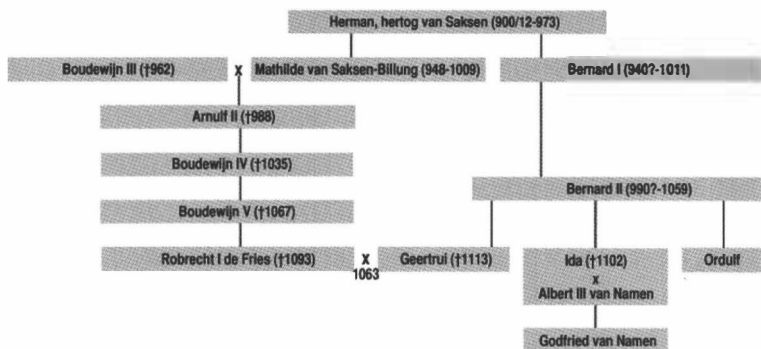 Herman, hertog van Saksen (900/12-973)
Boudewijn III (†962) X Mathilde van Saksen-Billung (948-1009) Bernard I (940?-1011)
Arnulf II (†988)
Boudewijn IV (†1035)
Bernard II (990?-1059)
Boudewijn V (†1067)
Robrecht I de Fries (†1093) X Geertrui (†1113) Ida (†1102) Ordulf
1063
x
Albert III van Namen
Godfried van Namen